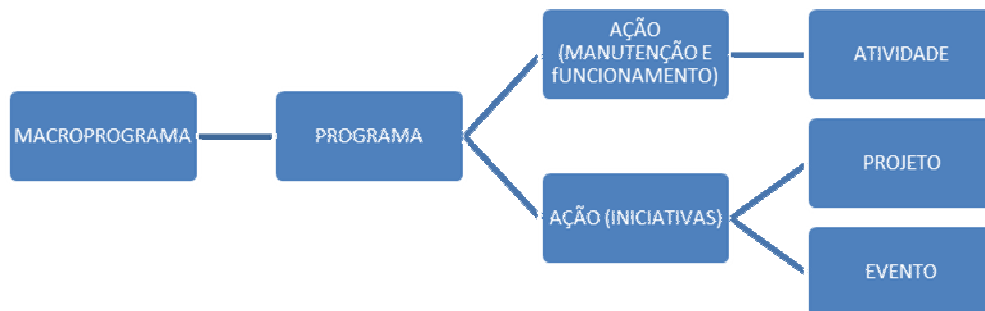 MACROPROGRAMA
PROGRAMA
AÇÃO
(MANUTENÇÃO E
fUNCIONAMENTO)
ATIVIDADE
AÇÃO (INICIATIVAS)
PROJETO
EVENTO